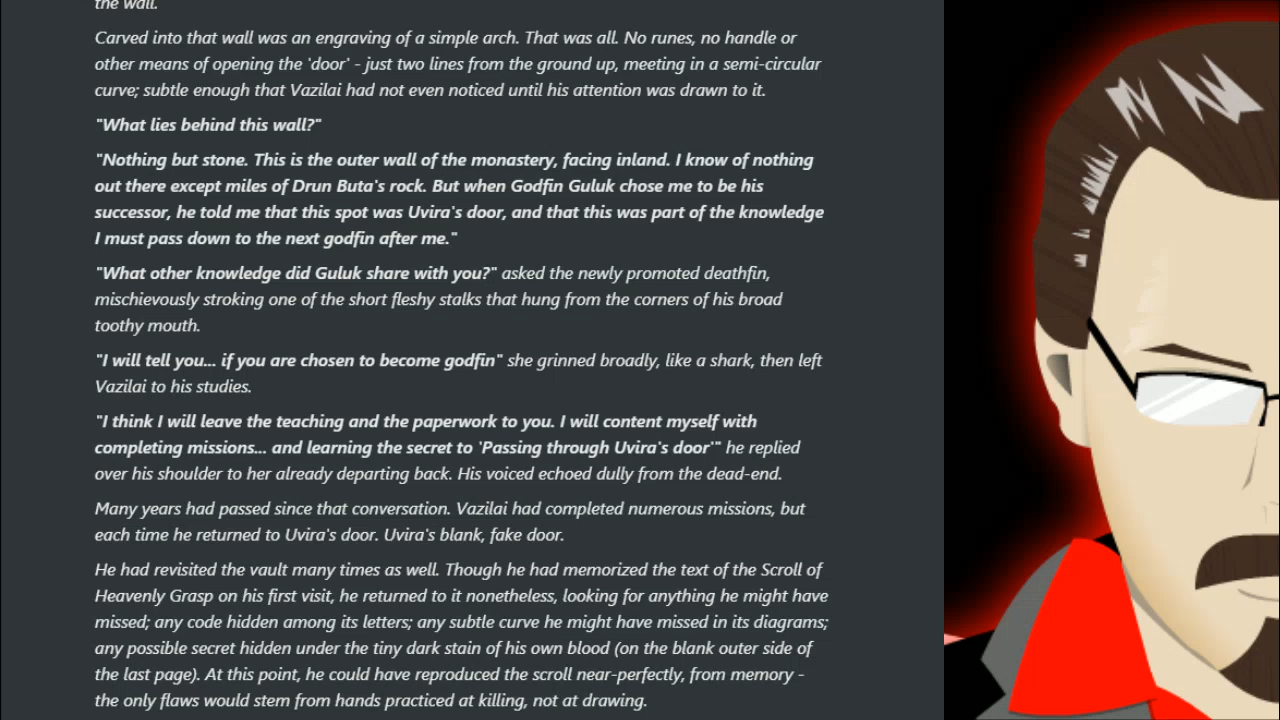 the wall.
Carved into that wall was an engraving of a simple arch. That was all. No runes, no handle or
other means of opening the 'door' - just two lines from the ground up, meeting in a semi-circular
curve; subtle enough that Vazilai had not even noticed until his attention was drawn to it.
"What lies behind this wall?"
"Nothing but stone. This is the outer wall of the monastery, facing inland. I know of nothing
out there except miles of Drun Buta's rock. But when Godfin Guluk chose me to be his
successor, he told me that this spot was Uvira's door, and that this was part of the knowledge
I must pass down to the next godfin after me."
"What other knowledge did Guluk share with you?" asked the newly promoted deathfin,
mischievously stroking one of the short fleshy stalks that hung from the corners of his broad
toothy mouth.
"I will tell you... if you are chosen to become godfin" she grinned broadly, like a shark, then left
Vazilai to his studies.
"I think I will leave the teaching and the paperwork to you. I will content myself with
completing missions... and learning the secret to 'Passing through Uvira's door'" he replied
over his shoulder to her already departing back. His voiced echoed dully from the dead-end.
Many years had passed since that conversation. Vazilai had completed numerous missions, but
each time he returned to Uvira's door. Uvira's blank, fake door.
He had revisited the vault many times as well. Though he had memorized the text of the Scroll of
Heavenly Grasp on his first visit, he returned to it nonetheless, looking for anything he might have
missed; any code hidden among its letters; any subtle curve he might have missed in its diagrams;
any possible secret hidden under the tiny dark stain of his own blood (on the blank outer side of
the last page). At this point, he could have reproduced the scroll near-perfectly, from memory -
the only flaws would stem from hands practiced at killing, not at drawing.